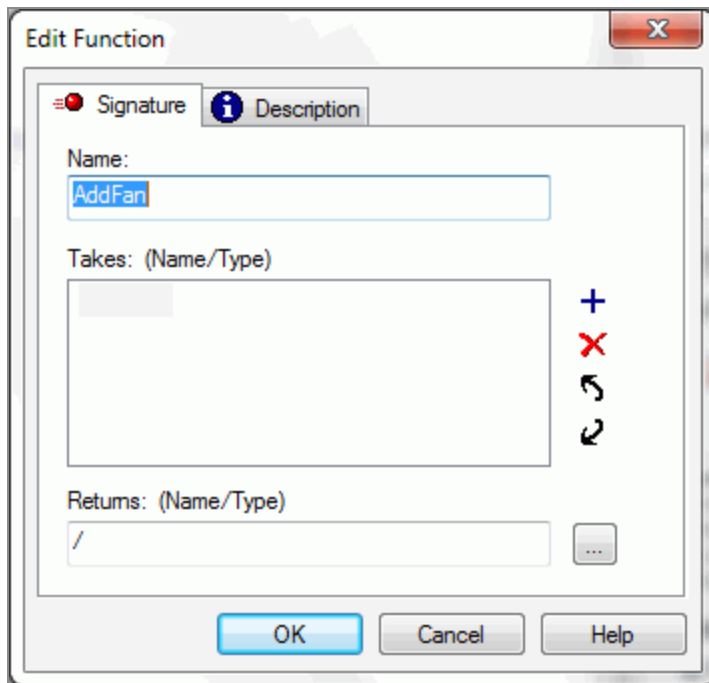 Edit Function
Signature
Description
Name:
AddFan
Takes: (Name/Type)
Returns: (Name/Type)
/
...
OK
Cancel
Help